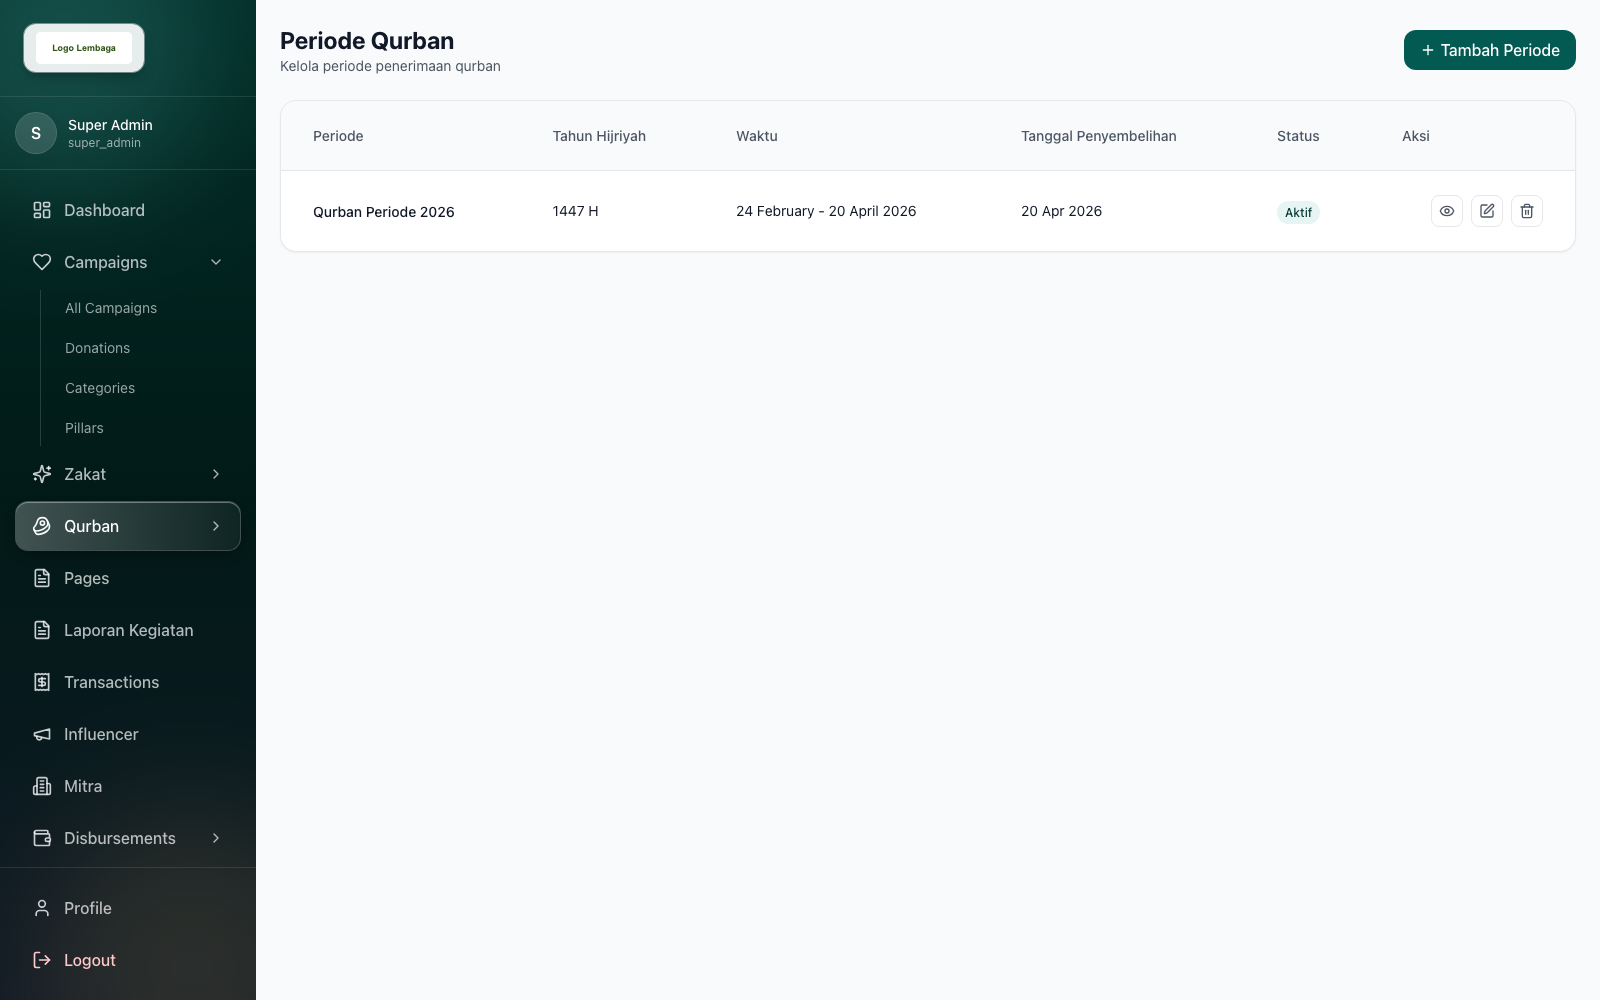 Logo Lembaga
S
Super Admin
super_admin
Dashboard
Campaigns
All Campaigns
Donations
Categories
Pillars
Zakat
Qurban
Pages
Laporan Kegiatan
Transactions
Influencer
Mitra
Disbursements
Profile
Logout
Periode Qurban
Kelola periode penerimaan qurban
+ Tambah Periode
Periode Tahun Hijriyah Waktu Tanggal Penyembelihan Status Aksi
Qurban Periode 2026 1447 H 24 February - 20 April 2026 20 Apr 2026 Aktif